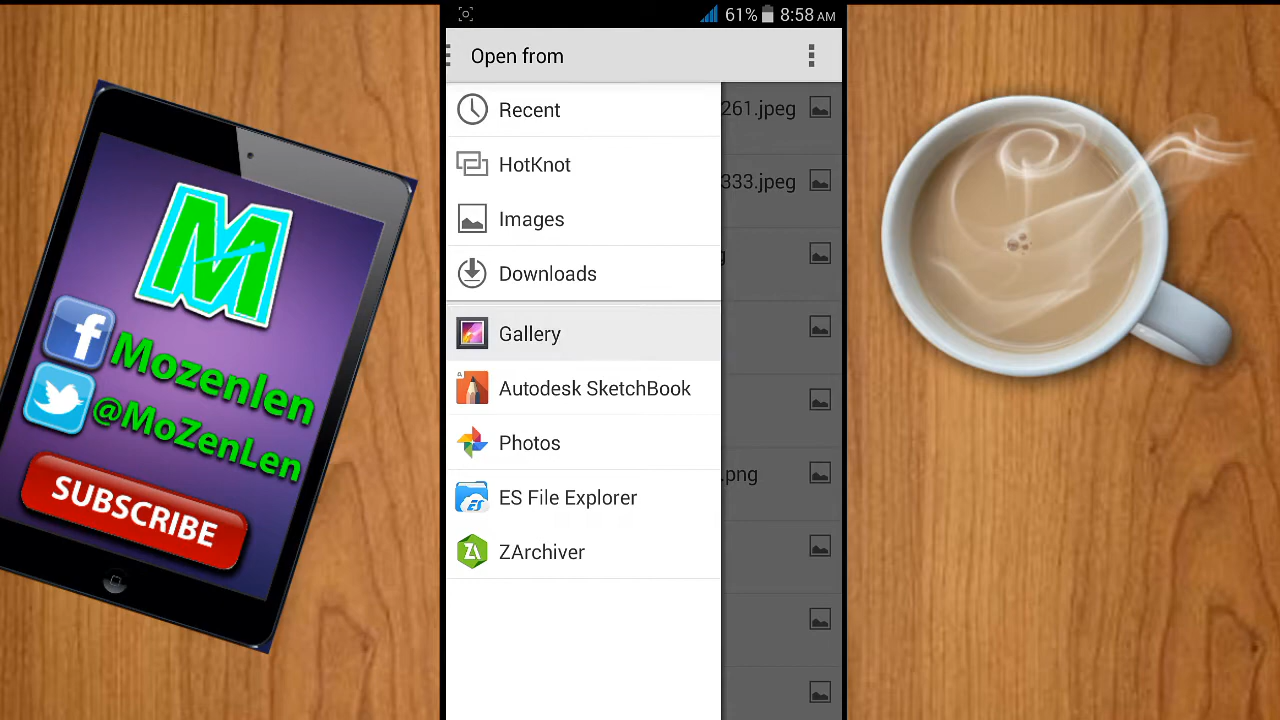 61% 8:58 AM
Open from
Recent
HotKnot
Images
Downloads
Gallery
Autodesk SketchBook
Photos
ES File Explorer
ZArchiver
261.jpeg
333.jpeg
g
.png
M
f Mozenlen
@MoZenLen
SUBSCRIBE